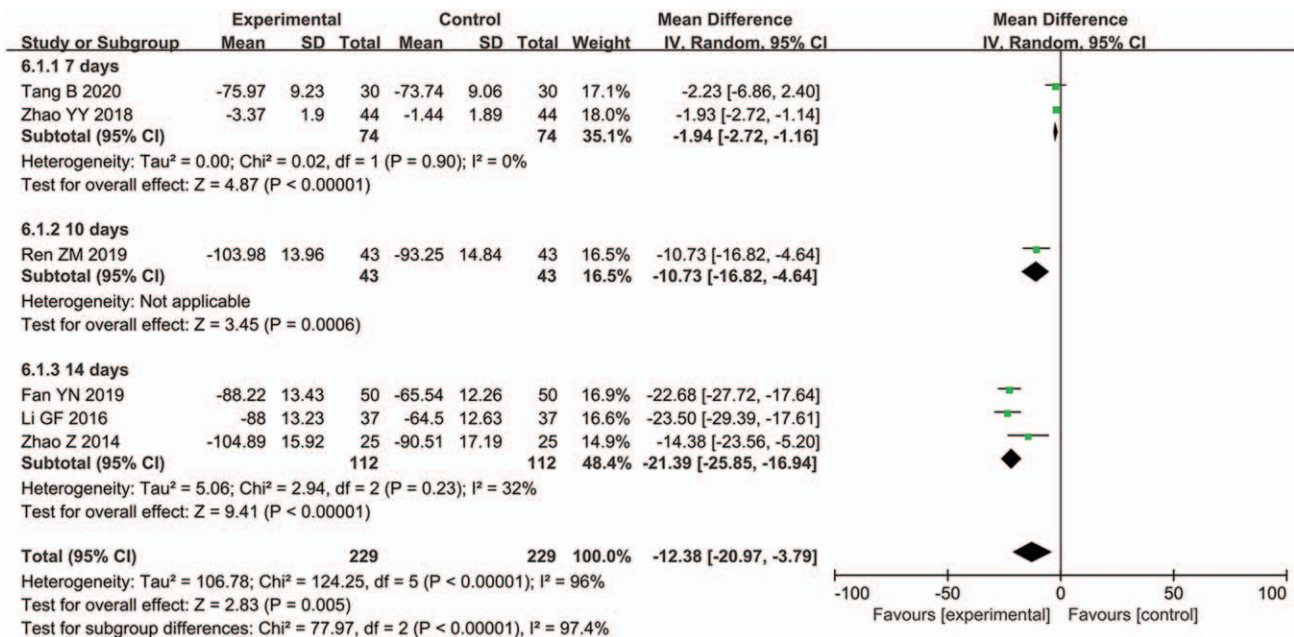 Experimental Control Mean Difference Mean Difference
Study or Subgroup Mean SD Total Mean SD Total Weight IV, Random, 95% CI IV, Random, 95% CI
6.1.1 7 days
Tang B 2020 -75.97 9.23 30 -73.74 9.06 30 17.1% -2.23 [-6.86, 2.40]
Zhao YY 2018 -3.37 1.9 44 -1.44 1.89 44 18.0% -1.93 [-2.72, -1.14]
Subtotal (95% CI) 74 74 35.1% -1.94 [-2.72, -1.16]
Heterogeneity: Tau² = 0.00; Chi² = 0.02, df = 1 (P = 0.90); I² = 0%
Test for overall effect: Z = 4.87 (P < 0.00001)
6.1.2 10 days
Ren ZM 2019 -103.98 13.96 43 -93.25 14.84 43 16.5% -10.73 [-16.82, -4.64]
Subtotal (95% CI) 43 43 16.5% -10.73 [-16.82, -4.64]
Heterogeneity: Not applicable
Test for overall effect: Z = 3.45 (P = 0.0006)
6.1.3 14 days
Fan YN 2019 -88.22 13.43 50 -65.54 12.26 50 16.9% -22.68 [-27.72, -17.64]
Li GF 2016 -88 13.23 37 -64.5 12.63 37 16.6% -23.50 [-29.39, -17.61]
Zhao Z 2014 -104.89 15.92 25 -90.51 17.19 25 14.9% -14.38 [-23.56, -5.20]
Subtotal (95% CI) 112 112 48.4% -21.39 [-25.85, -16.94]
Heterogeneity: Tau² = 5.06; Chi² = 2.94, df = 2 (P = 0.23); I² = 32%
Test for overall effect: Z = 9.41 (P < 0.00001)
Total (95% CI) 229 229 100.0% -12.38 [-20.97, -3.79]
Heterogeneity: Tau² = 106.78; Chi² = 124.25, df = 5 (P < 0.00001); I² = 96%
Test for overall effect: Z = 2.83 (P = 0.005)
Test for subgroup differences: Chi² = 77.97, df = 2 (P < 0.00001), I² = 97.4%
-100 -50 0 50 100
Favours [experimental] Favours [control]